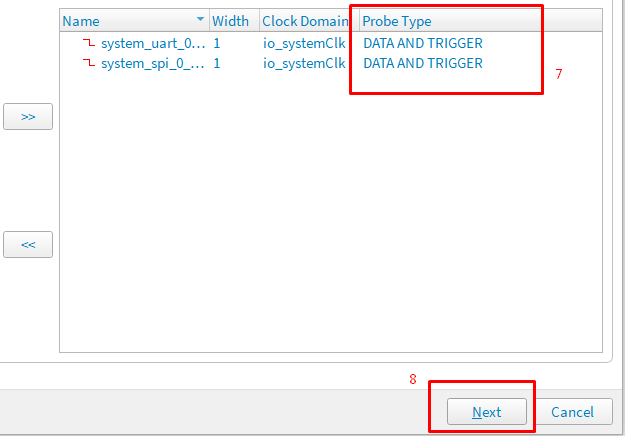 Name Width Clock Domain Probe Type
system_uart_0... 1 io_systemClk DATA AND TRIGGER
system_spi_0_... 1 io_systemClk DATA AND TRIGGER
7
>>
<<
8
Next Cancel